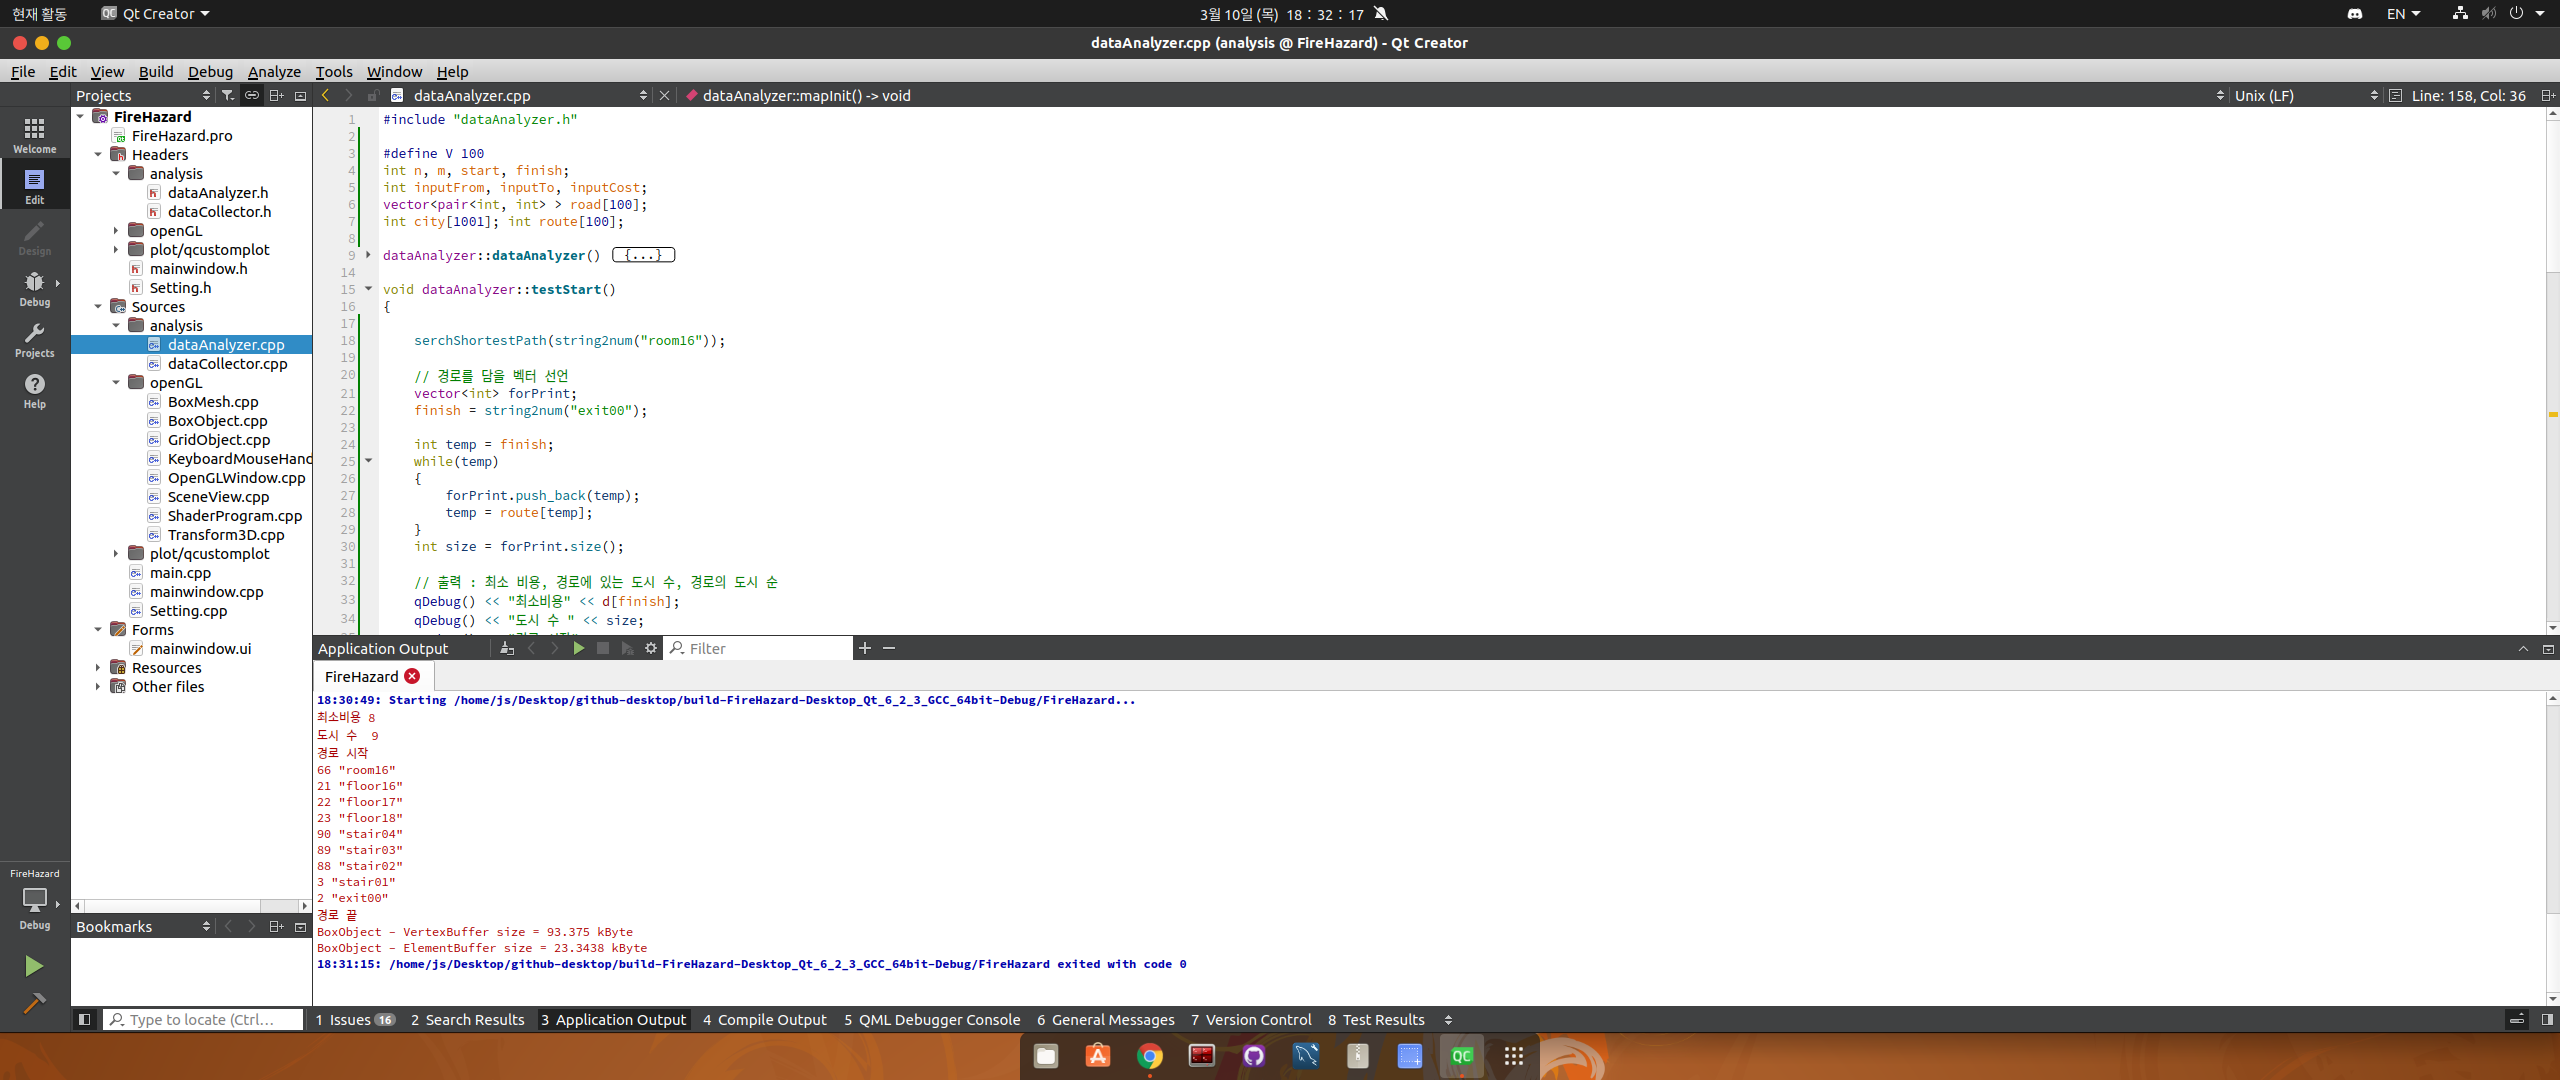 현재 활동
Qt Creator
3월 10일 (목) 18 : 32 : 17
EN
dataAnalyzer.cpp (analysis @ FireHazard) - Qt Creator
File Edit View Build Debug Analyze Tools Window Help
Projects
dataAnalyzer.cpp
dataAnalyzer::mapInit() -> void
Unix (LF)
Line: 158, Col: 36
Welcome
Edit
Design
Debug
Projects
Help
FireHazard
Debug
FireHazard
FireHazard.pro
Headers
analysis
dataAnalyzer.h
dataCollector.h
openGL
plot/qcustomplot
mainwindow.h
Setting.h
Sources
analysis
dataAnalyzer.cpp
dataCollector.cpp
openGL
BoxMesh.cpp
BoxObject.cpp
GridObject.cpp
KeyboardMouseHand
OpenGLWindow.cpp
SceneView.cpp
ShaderProgram.cpp
Transform3D.cpp
plot/qcustomplot
main.cpp
mainwindow.cpp
Setting.cpp
Forms
mainwindow.ui
Resources
Other files
Bookmarks
1 #include "dataAnalyzer.h"
2
3 #define V 100
4 int n, m, start, finish;
5 int inputFrom, inputTo, inputCost;
6 vector<pair<int, int> > road[100];
7 int city[1001]; int route[100];
8
9 dataAnalyzer::dataAnalyzer() {...}
14
15 void dataAnalyzer::testStart()
16 {
17
18 serchShortestPath(string2num("room16"));
19
20 // 경로를 담을 벡터 선언
21 vector<int> forPrint;
22 finish = string2num("exit00");
23
24 int temp = finish;
25 while(temp)
26 {
27 forPrint.push_back(temp);
28 temp = route[temp];
29 }
30 int size = forPrint.size();
31
32 // 출력 : 최소 비용, 경로에 있는 도시 수, 경로의 도시 순
33 qDebug() << "최소비용" << d[finish];
34 qDebug() << "도시 수 " << size;
Application Output
Filter
FireHazard
18:30:49: Starting /home/js/Desktop/github-desktop/build-FireHazard-Desktop_Qt_6_2_3_GCC_64bit-Debug/FireHazard...
최소비용 8
도시 수  9
경로 시작
66 "room16"
21 "floor16"
22 "floor17"
23 "floor18"
90 "stair04"
89 "stair03"
88 "stair02"
3 "stair01"
2 "exit00"
경로 끝
BoxObject - VertexBuffer size = 93.375 kByte
BoxObject - ElementBuffer size = 23.3438 kByte
18:31:15: /home/js/Desktop/github-desktop/build-FireHazard-Desktop_Qt_6_2_3_GCC_64bit-Debug/FireHazard exited with code 0
Type to locate (Ctrl...
1 Issues 16
2 Search Results
3 Application Output
4 Compile Output
5 QML Debugger Console
6 General Messages
7 Version Control
8 Test Results